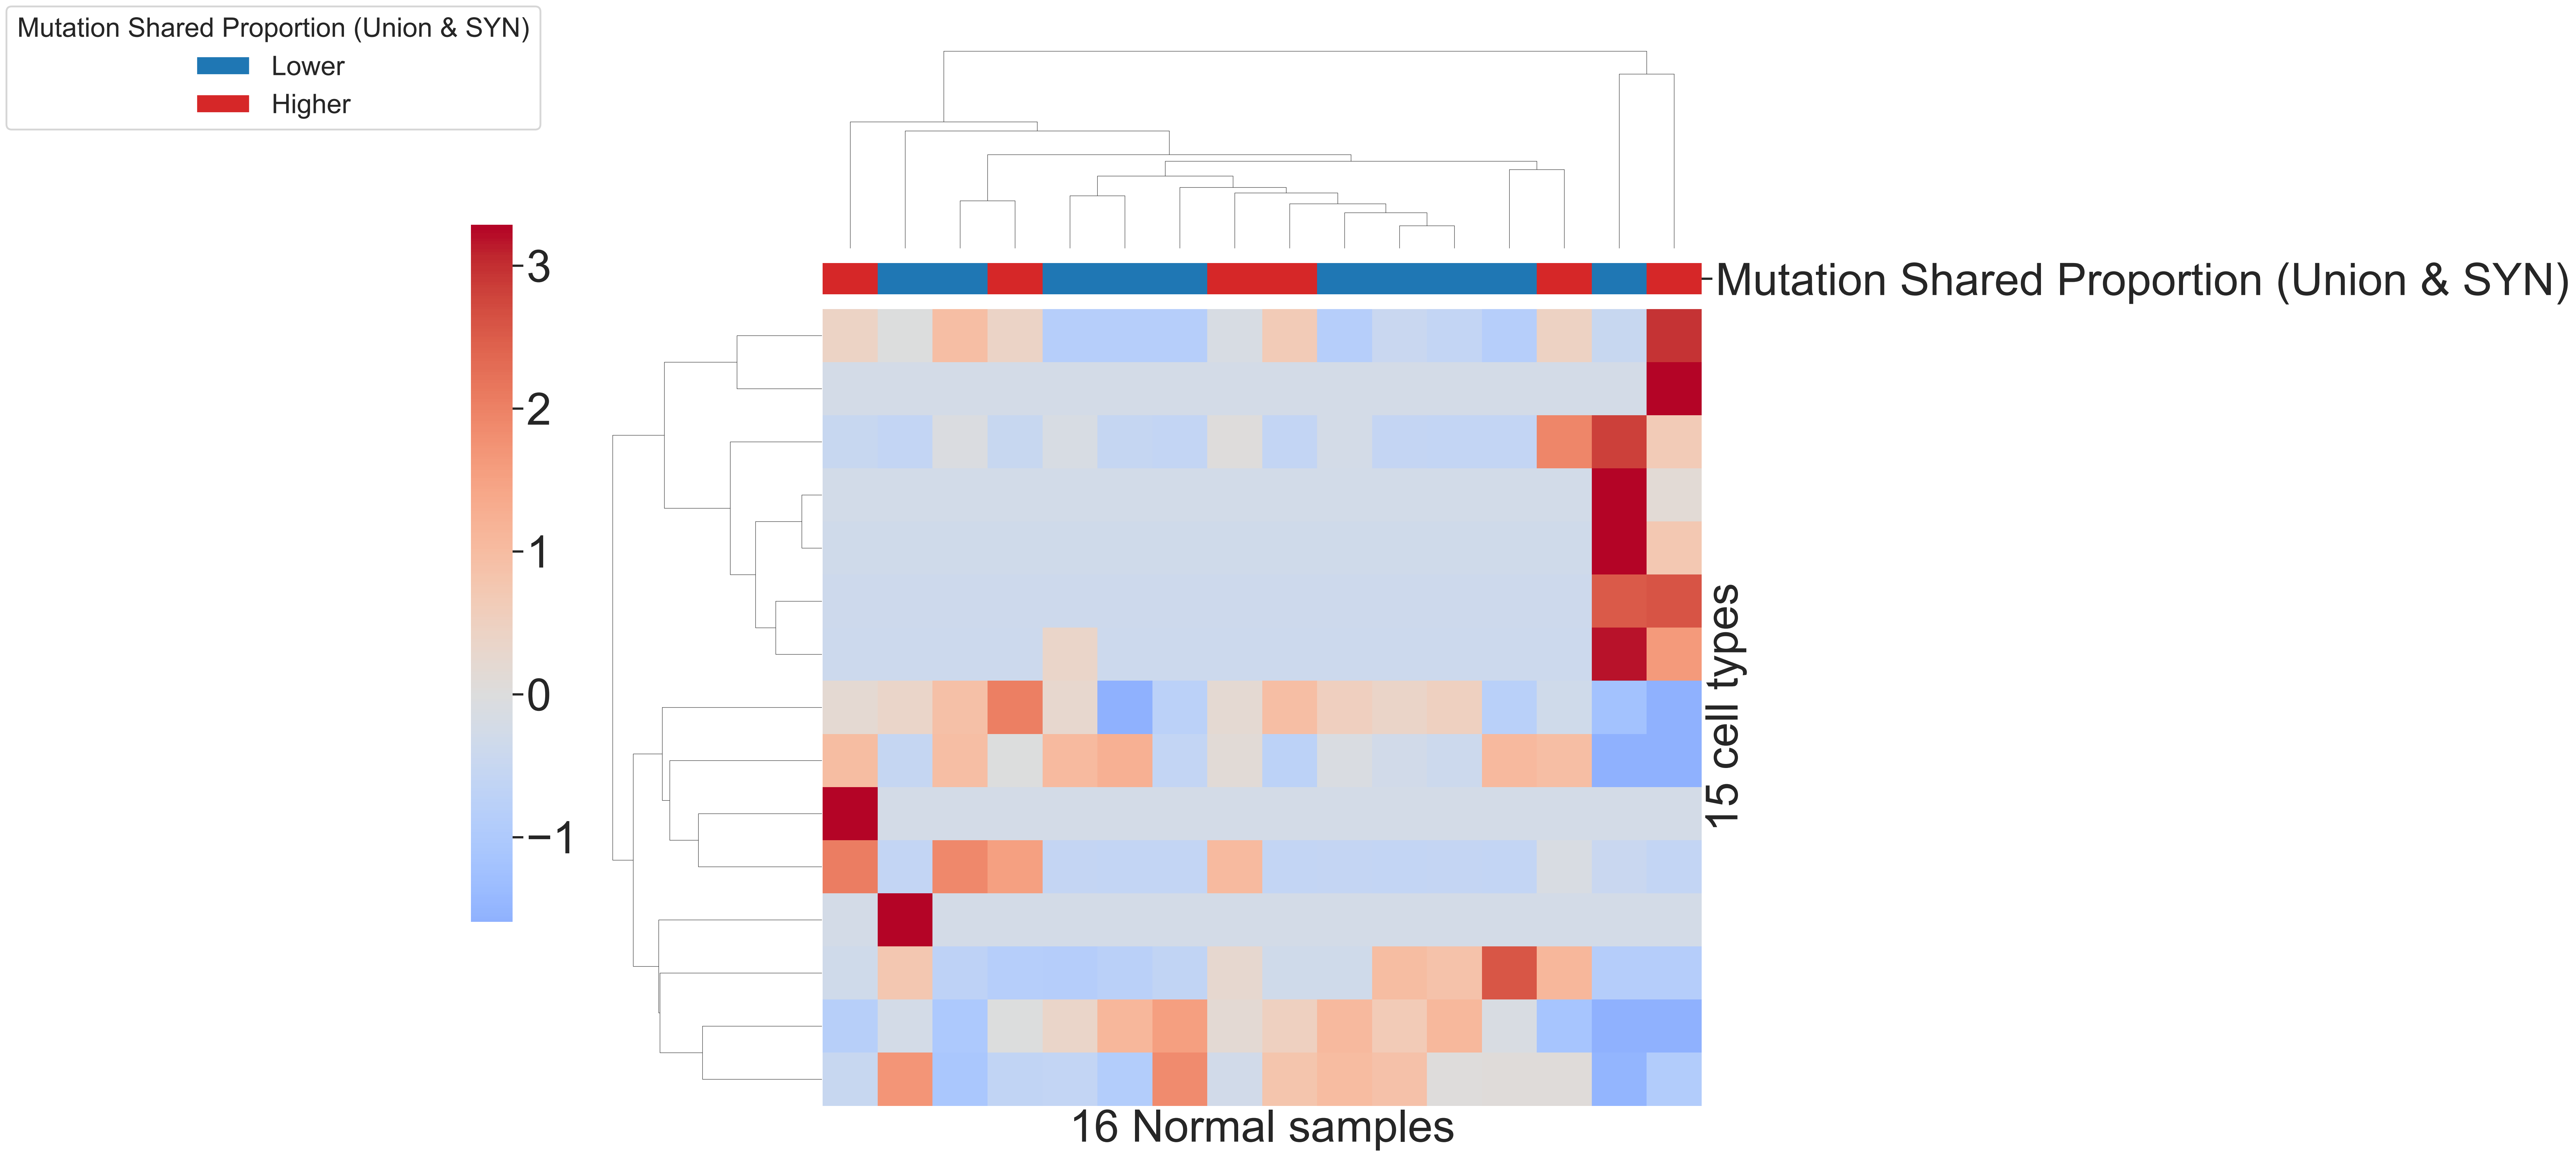 Mutation Shared Proportion (Union & SYN)
Lower
Higher
3
2
1
0
−1
Mutation Shared Proportion (Union & SYN)
15 cell types
16 Normal samples